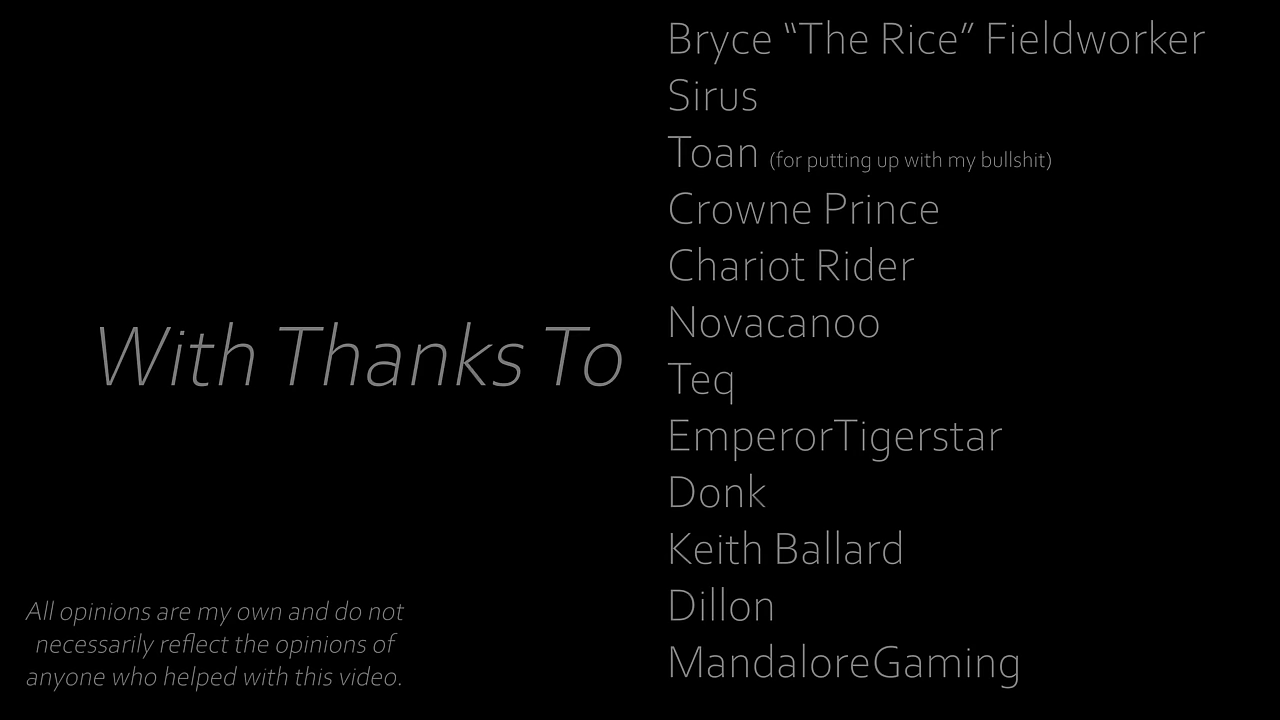 With Thanks To
Bryce “The Rice” Fieldworker
Sirus
Toan (for putting up with my bullshit)
Crowne Prince
Chariot Rider
Novacanoo
Teq
EmperorTigerstar
Donk
Keith Ballard
Dillon
MandaloreGaming
All opinions are my own and do not
necessarily reflect the opinions of
anyone who helped with this video.